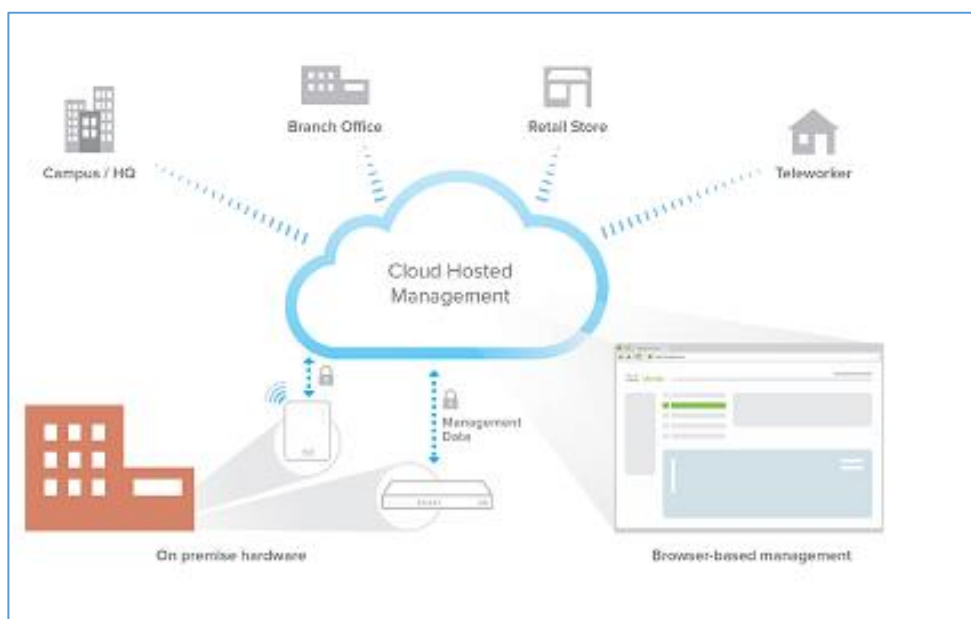 Branch Office
Retail Store
Campus / HQ
Teleworker
Cloud Hosted
Management
Management
Data
On premise hardware
Browser-based management